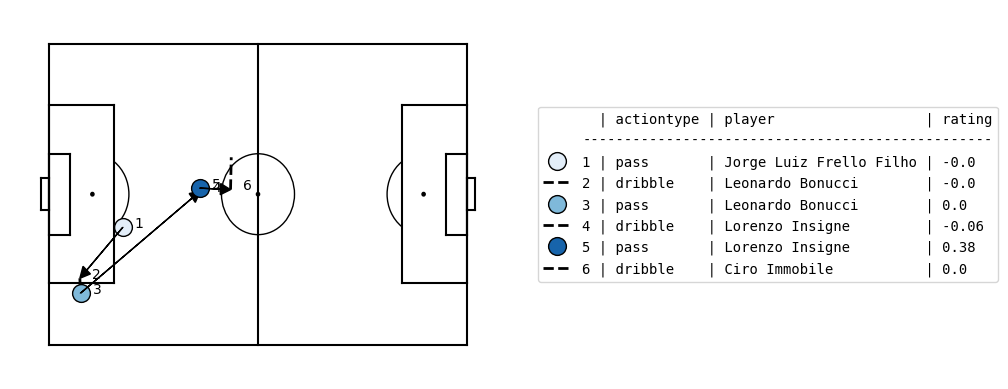 1
2
3
4
5
6
| actiontype | player | rating
--------------------------------------------------
1 | pass | Jorge Luiz Frello Filho | -0.0
2 | dribble | Leonardo Bonucci | -0.0
3 | pass | Leonardo Bonucci | 0.0
4 | dribble | Lorenzo Insigne | -0.06
5 | pass | Lorenzo Insigne | 0.38
6 | dribble | Ciro Immobile | 0.0